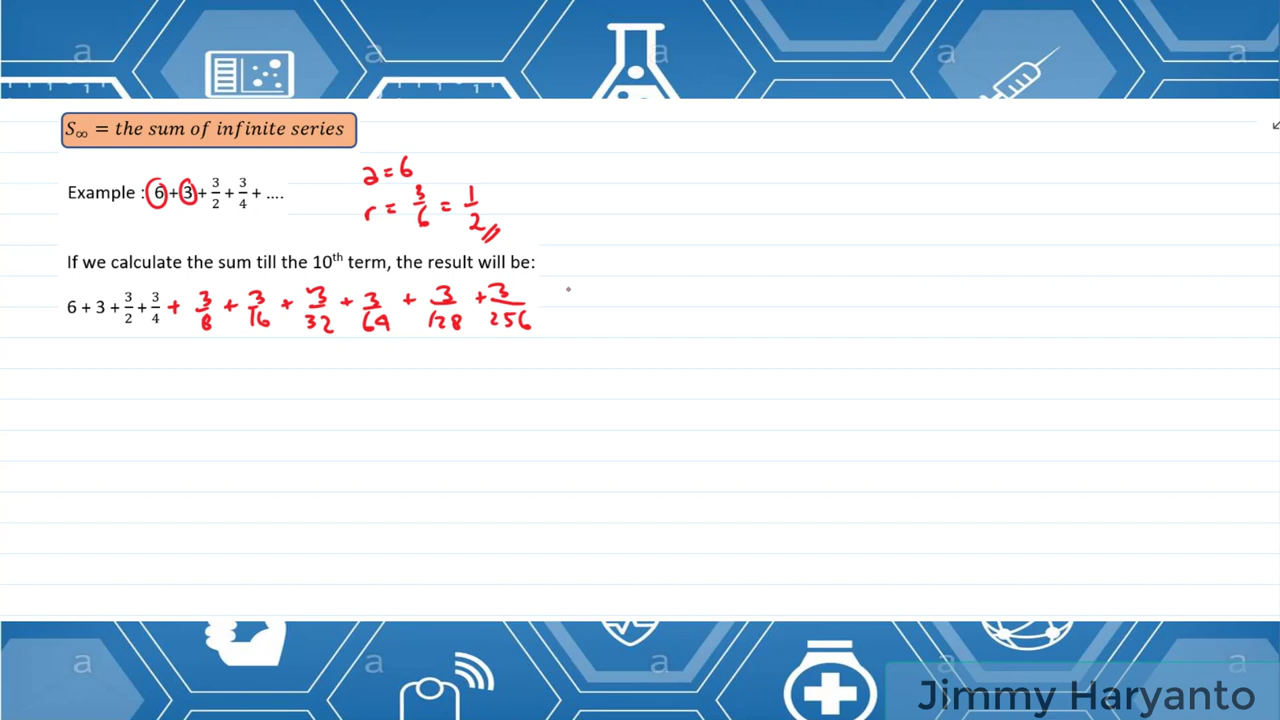 S∞ = the sum of infinite series
Example : 6 + 3 + 3/2 + 3/4 + ....
a = 6
r = 3/6 = 1/2
If we calculate the sum till the 10th term, the result will be:
6 + 3 + 3/2 + 3/4 + 3/8 + 3/16 + 3/32 + 3/64 + 3/128 + 3/256
Jimmy Haryanto